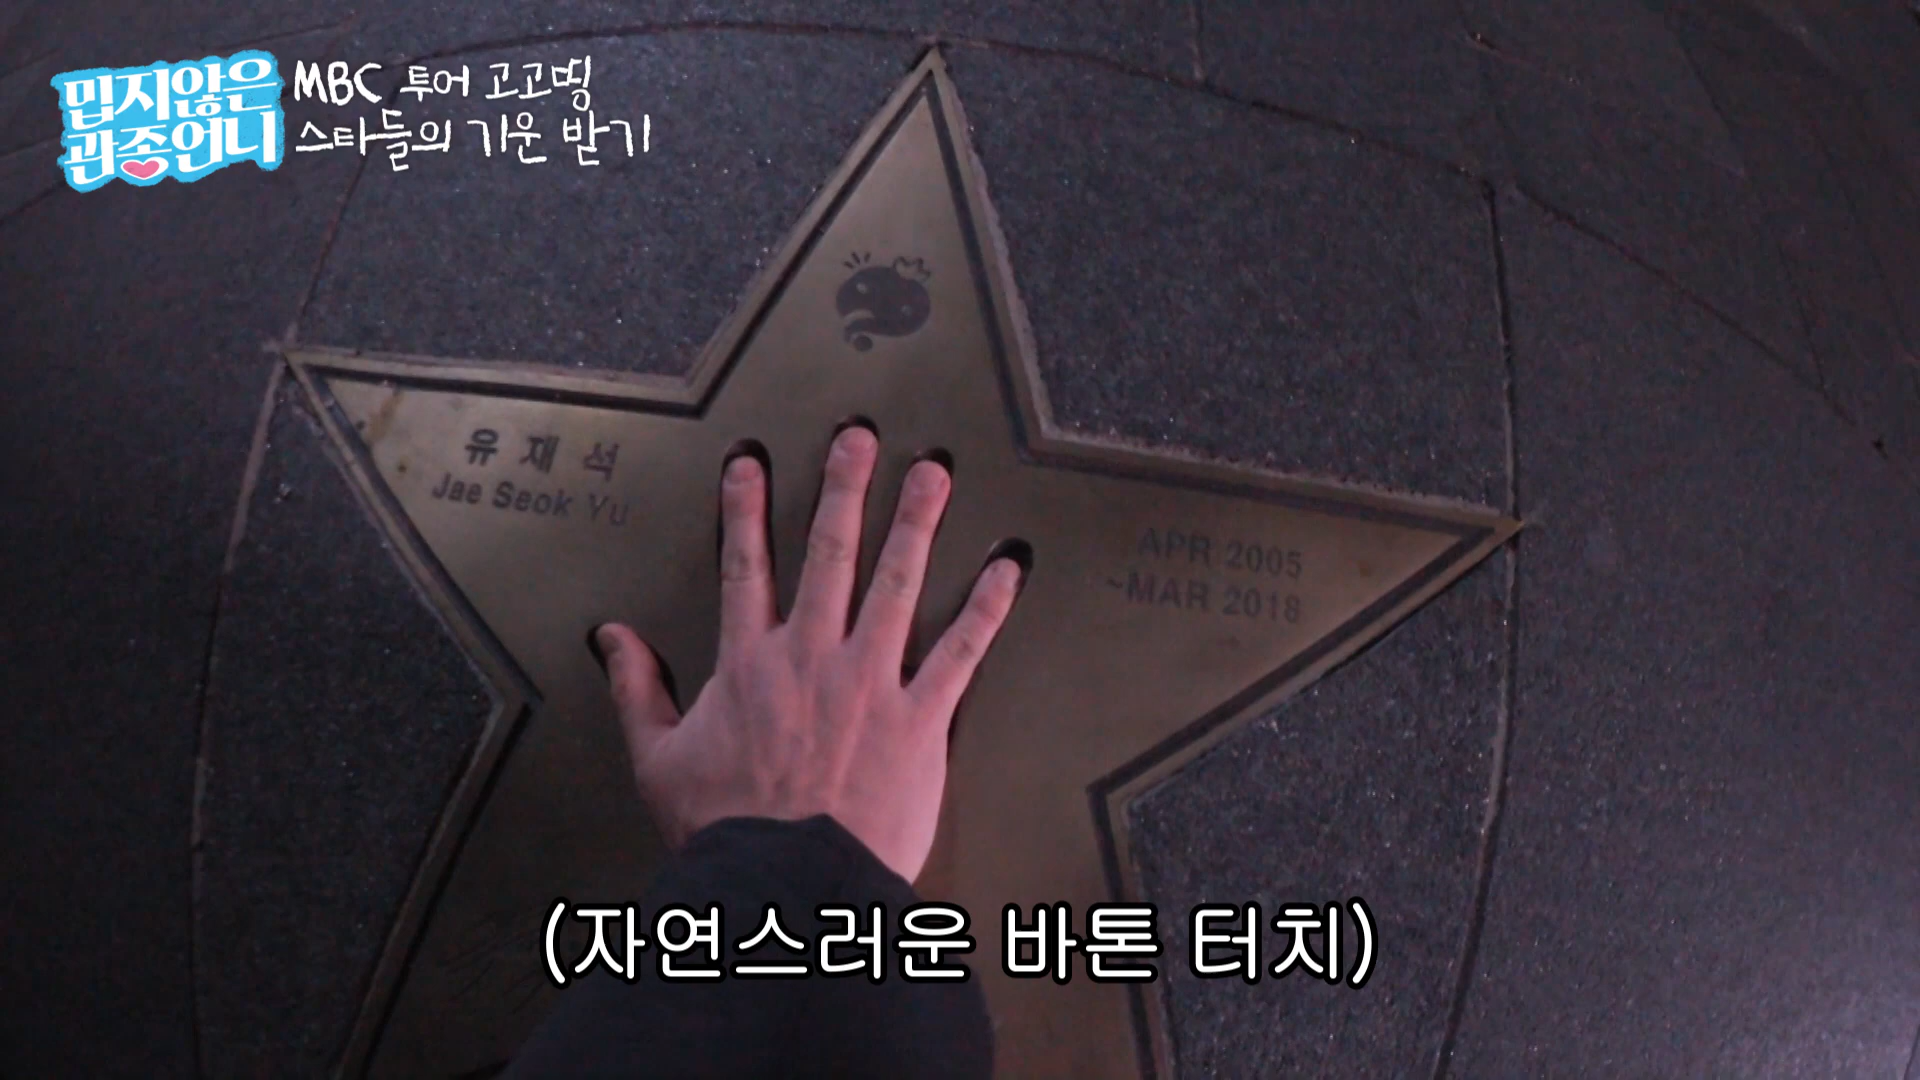 밉지않은
관종언니
MBC 투어 고고띵
스타들의 기운 받기
유재석
Jae Seok Yu
APR 2005
~MAR 2018
(자연스러운 바톤 터치)